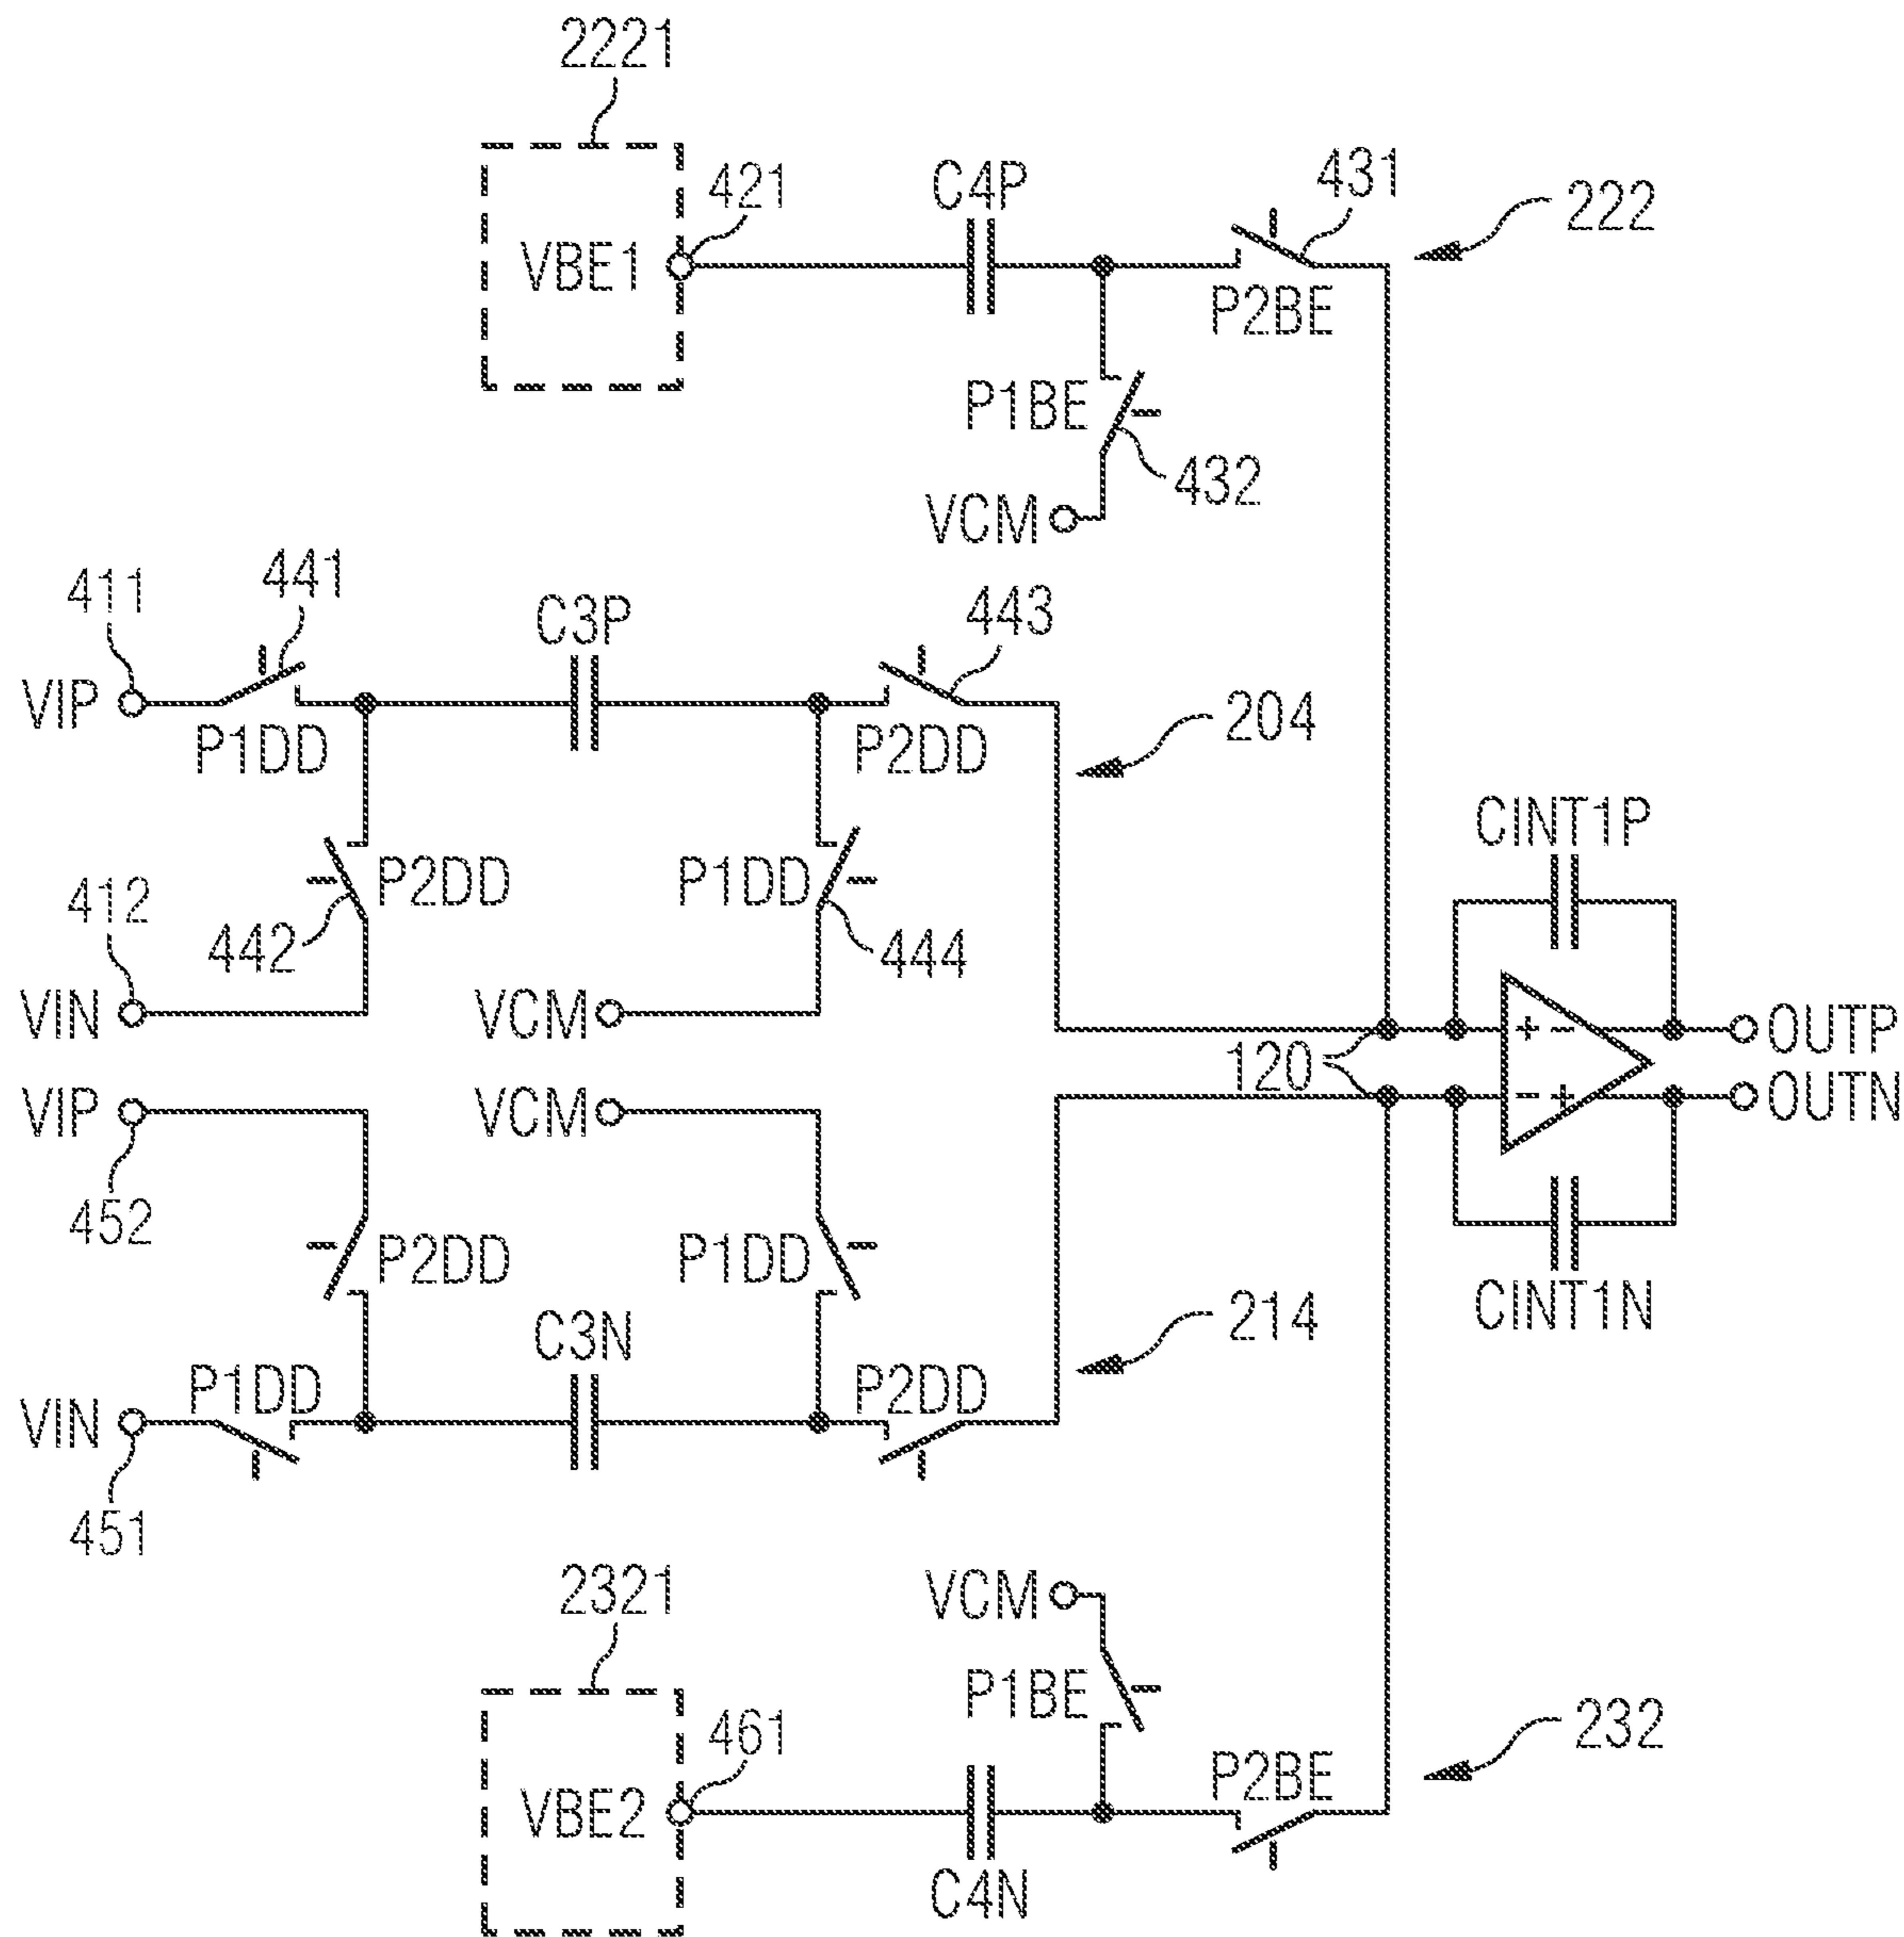 2221
421
C4P
431
222
VBE1
P2BE
P1BE
432
VCM
411
441
C3P
443
VIP
P1DD
P2DD
204
412
P2DD
P1DD
CINT1P
442
444
VIN
VCM
120
OUTP
+ -
- +
OUTN
VIP
VCM
452
P2DD
P1DD
CINT1N
C3N
214
P1DD
P2DD
VIN
451
2321
VCM
461
P1BE
232
VBE2
P2BE
C4N